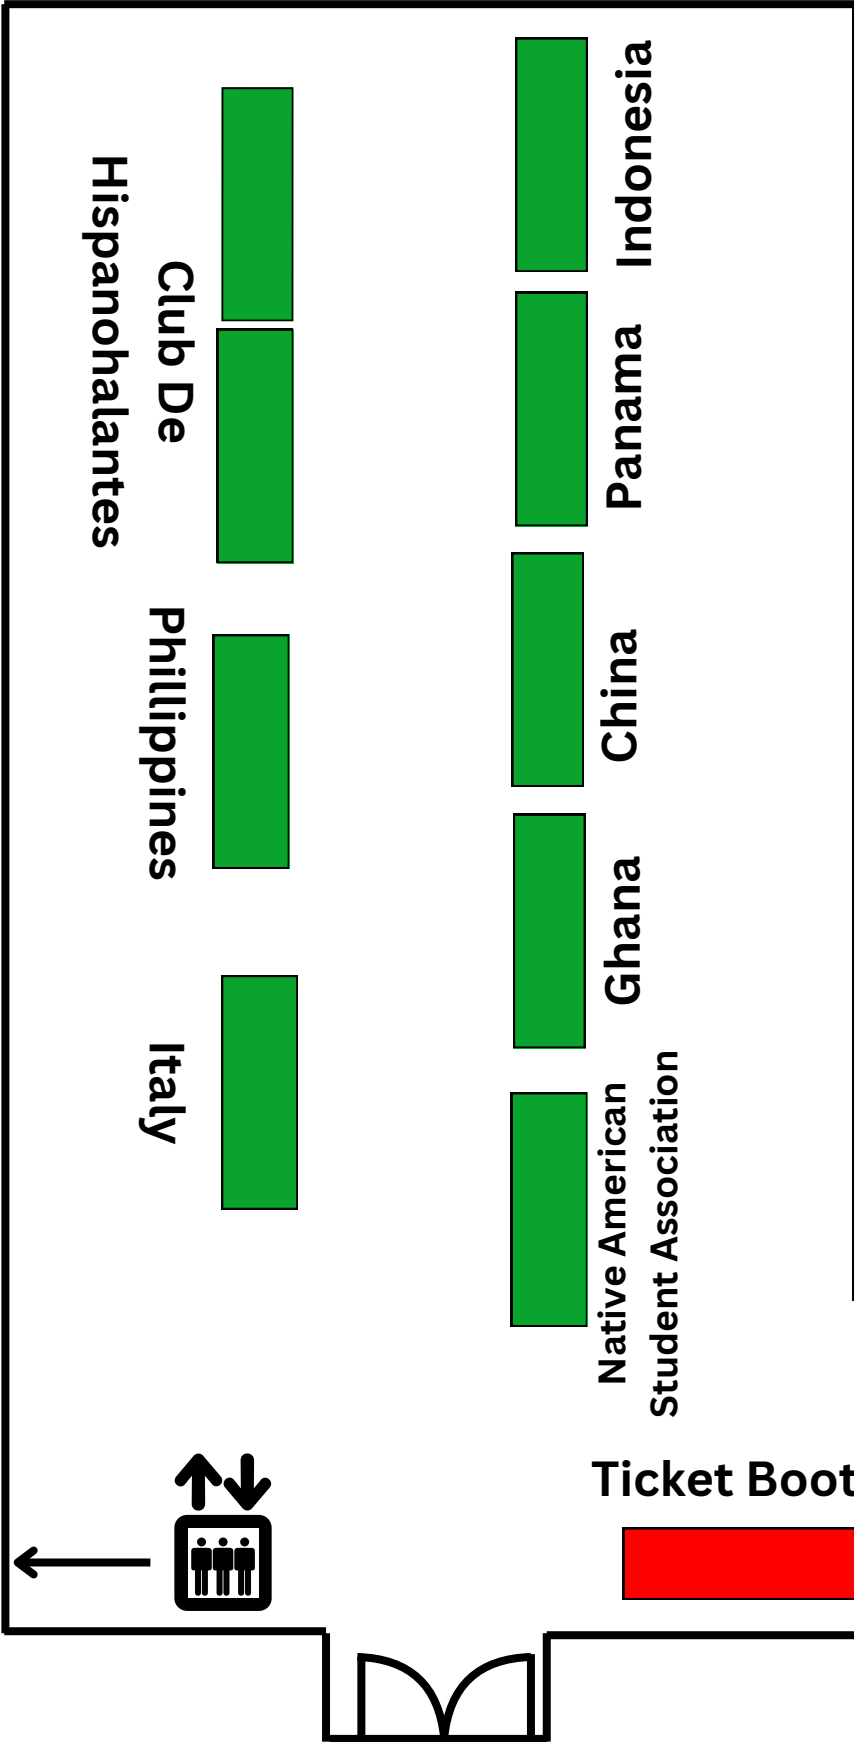 Indonesia
Club De
Hispanohalantes
Panama
Phillippines
China
Ghana
Italy
Native American
Student Association
Ticket Boot